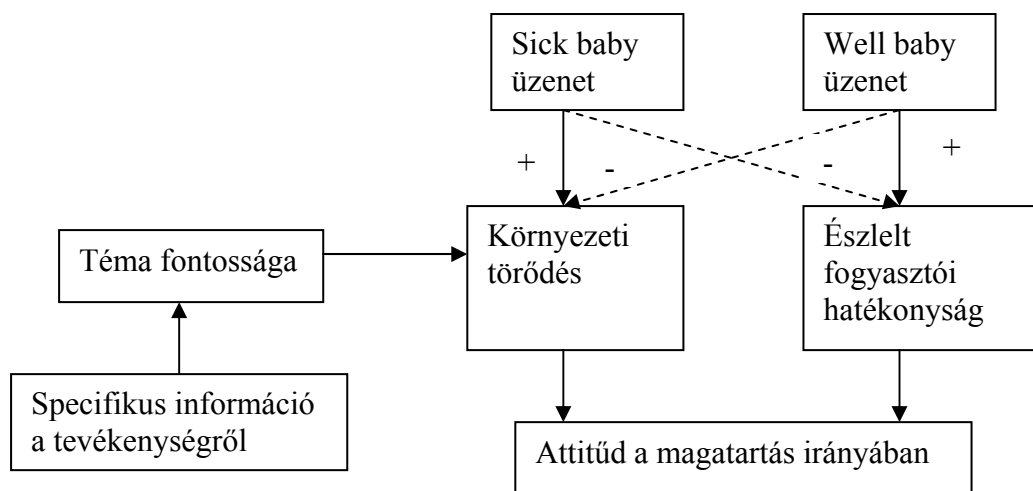 Sick baby
üzenet
Well baby
üzenet
+
-
-
+
Környezeti
törődés
Észlelt
fogyasztói
hatékonyság
Téma fontossága
Specifikus információ
a tevékenységről
Attitűd a magatartás irányában